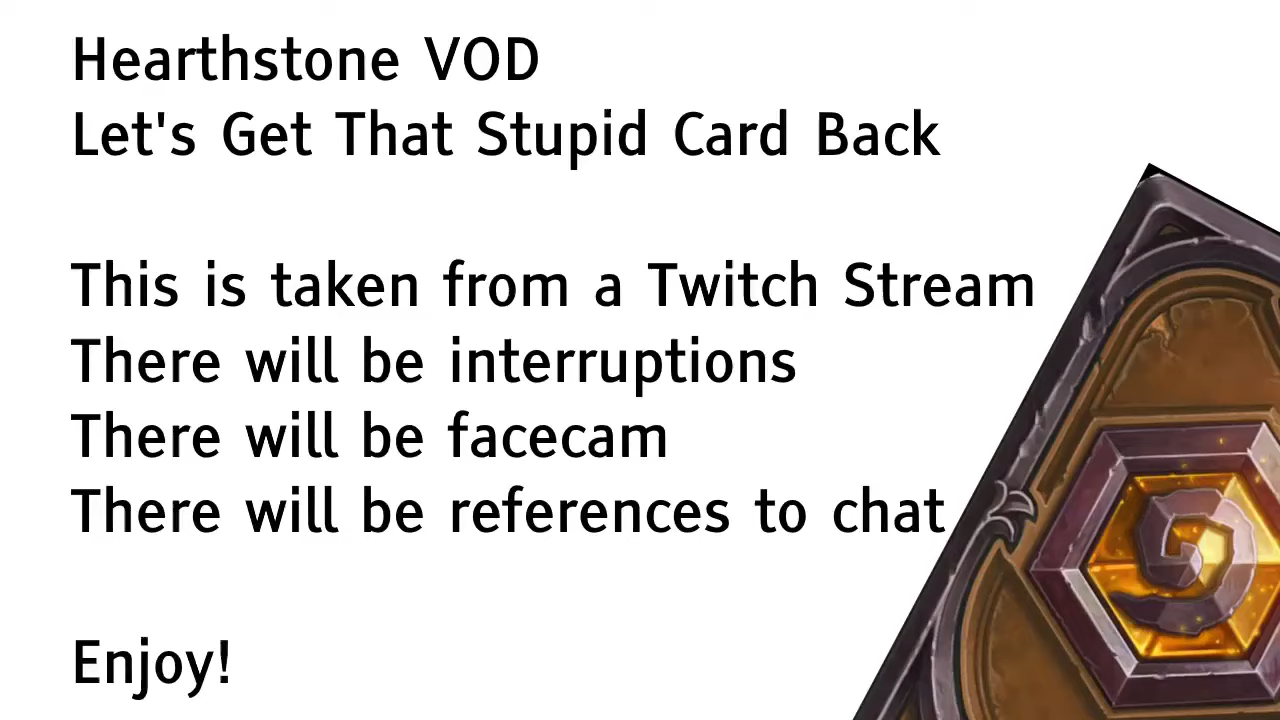 Hearthstone VOD
Let's Get That Stupid Card Back
This is taken from a Twitch Stream
There will be interruptions
There will be facecam
There will be references to chat
Enjoy!